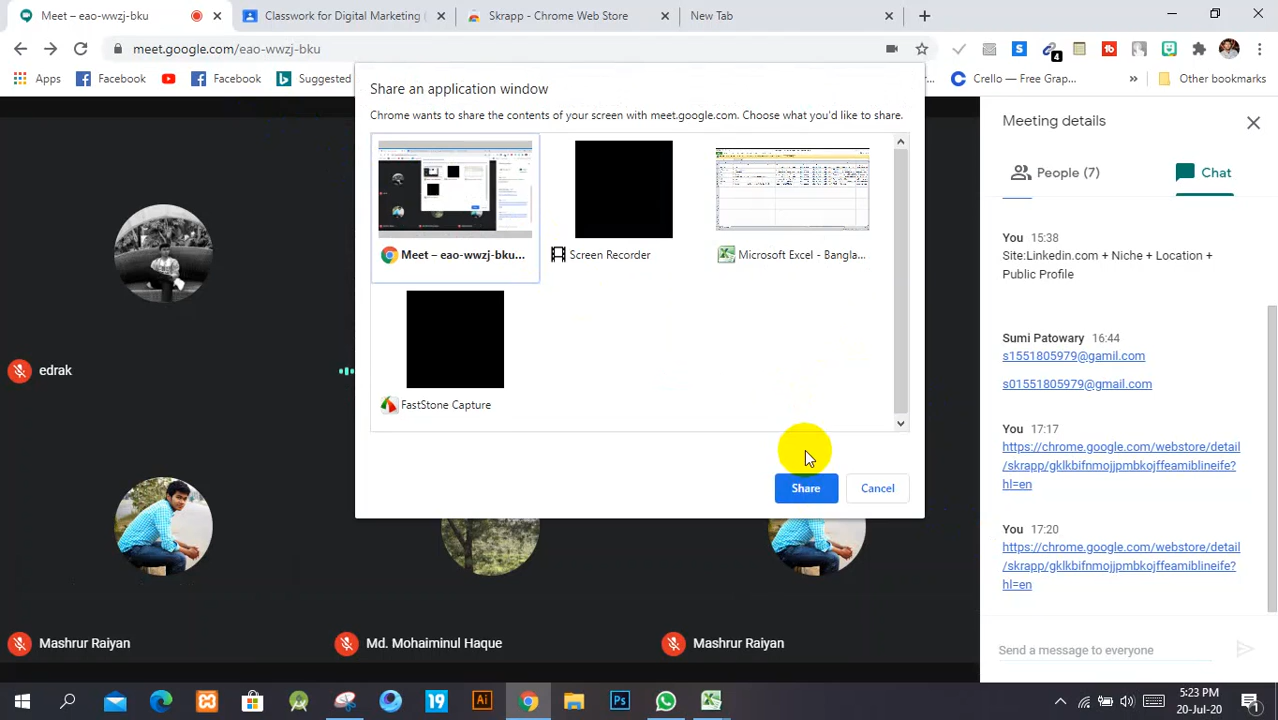 Meet – eao-wwzj-bku
Classwork for Digital Marketing (
Skrapp - Chrome Web Store
New Tab
meet.google.com/eao-wwzj-bku
4
Apps
Facebook
Facebook
Suggested
Crello — Free Grap...
»
Other bookmarks
Share an application window
Chrome wants to share the contents of your screen with meet.google.com. Choose what you'd like to share.
Meet – eao-wwzj-bku...
Screen Recorder
Microsoft Excel - Bangla...
FastStone Capture
Share
Cancel
edrak
Mashrur Raiyan
Md. Mohaiminul Haque
Mashrur Raiyan
Meeting details
People (7)
Chat
You 15:38
Site:Linkedin.com + Niche + Location +
Public Profile
Sumi Patowary 16:44
s1551805979@gamil.com
s01551805979@gmail.com
You 17:17
https://chrome.google.com/webstore/detail
/skrapp/gklkbifnmojjpmbkojffeamiblineife?
hl=en
You 17:20
https://chrome.google.com/webstore/detail
/skrapp/gklkbifnmojjpmbkojffeamiblineife?
hl=en
Send a message to everyone
19
Ai
Ps
5:23 PM
20-Jul-20
1